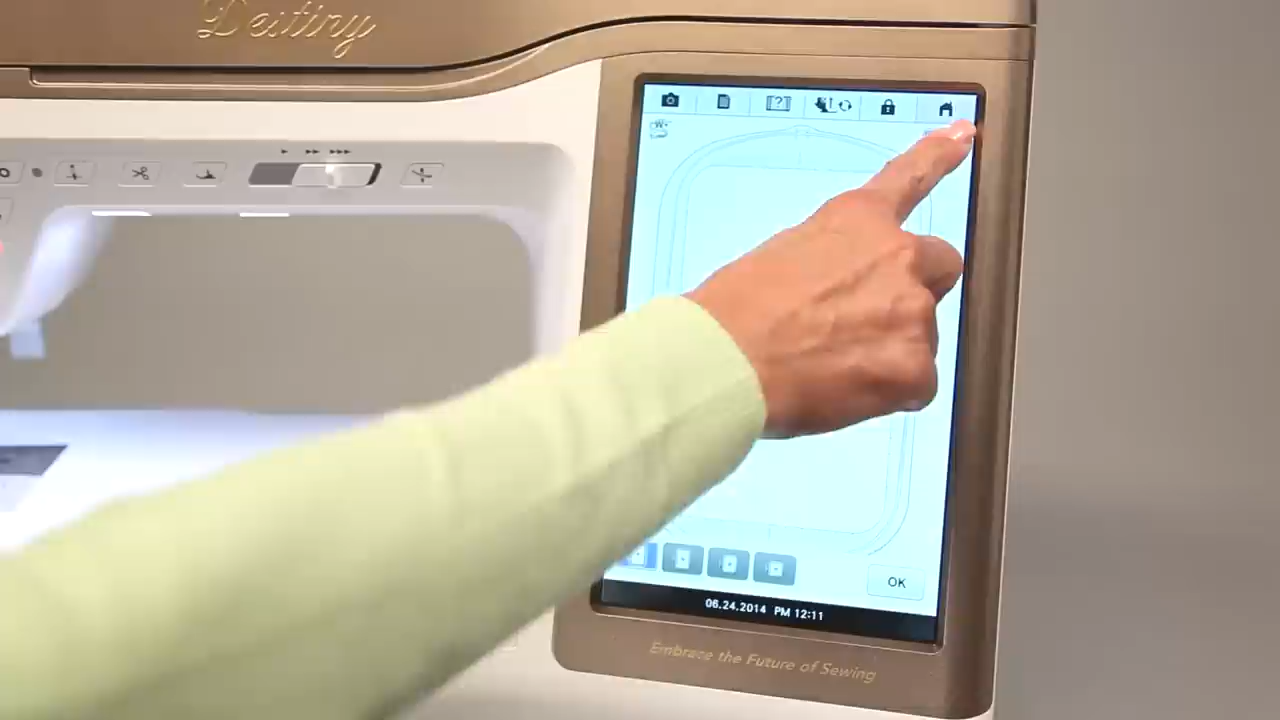 Destiny
[?]
OK
06.24.2014 PM 12:11
Embrace the Future of Sewing